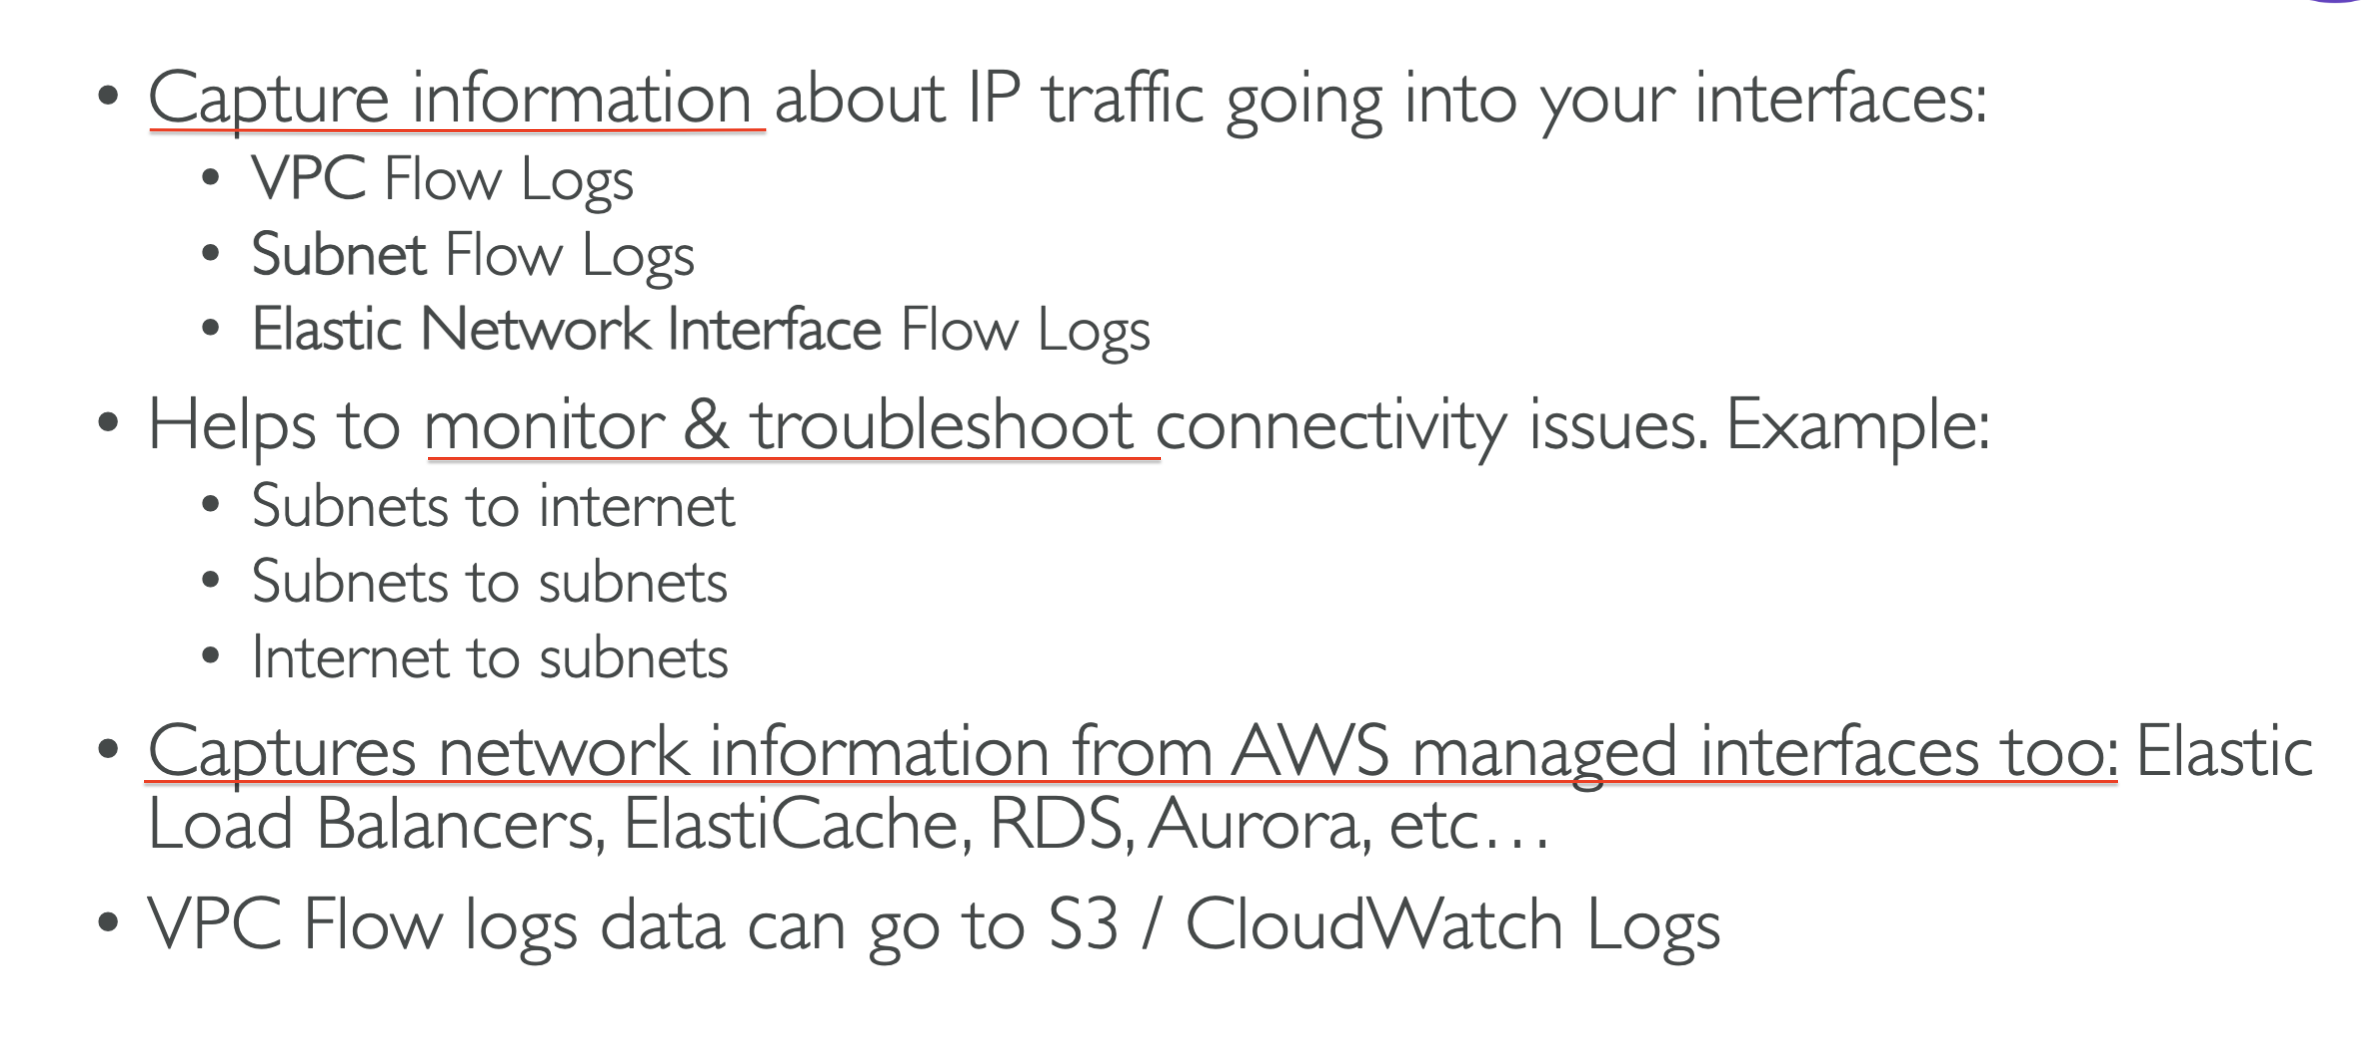 • Capture information about IP traffic going into your interfaces:
• VPC Flow Logs
• Subnet Flow Logs
• Elastic Network Interface Flow Logs
• Helps to monitor & troubleshoot connectivity issues. Example:
• Subnets to internet
• Subnets to subnets
• Internet to subnets
• Captures network information from AWS managed interfaces too: Elastic
Load Balancers, ElastiCache, RDS, Aurora, etc…
• VPC Flow logs data can go to S3 / CloudWatch Logs